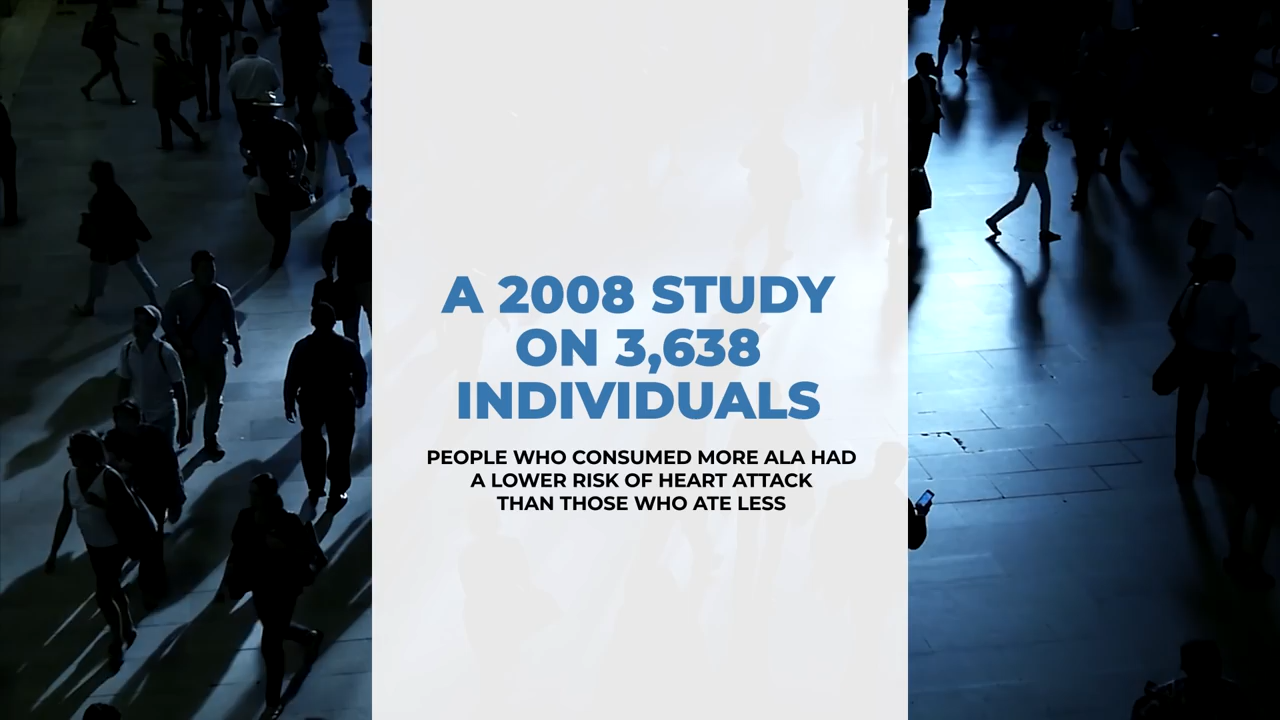 A 2008 STUDY
ON 3,638
INDIVIDUALS
PEOPLE WHO CONSUMED MORE ALA HAD
A LOWER RISK OF HEART ATTACK
THAN THOSE WHO ATE LESS